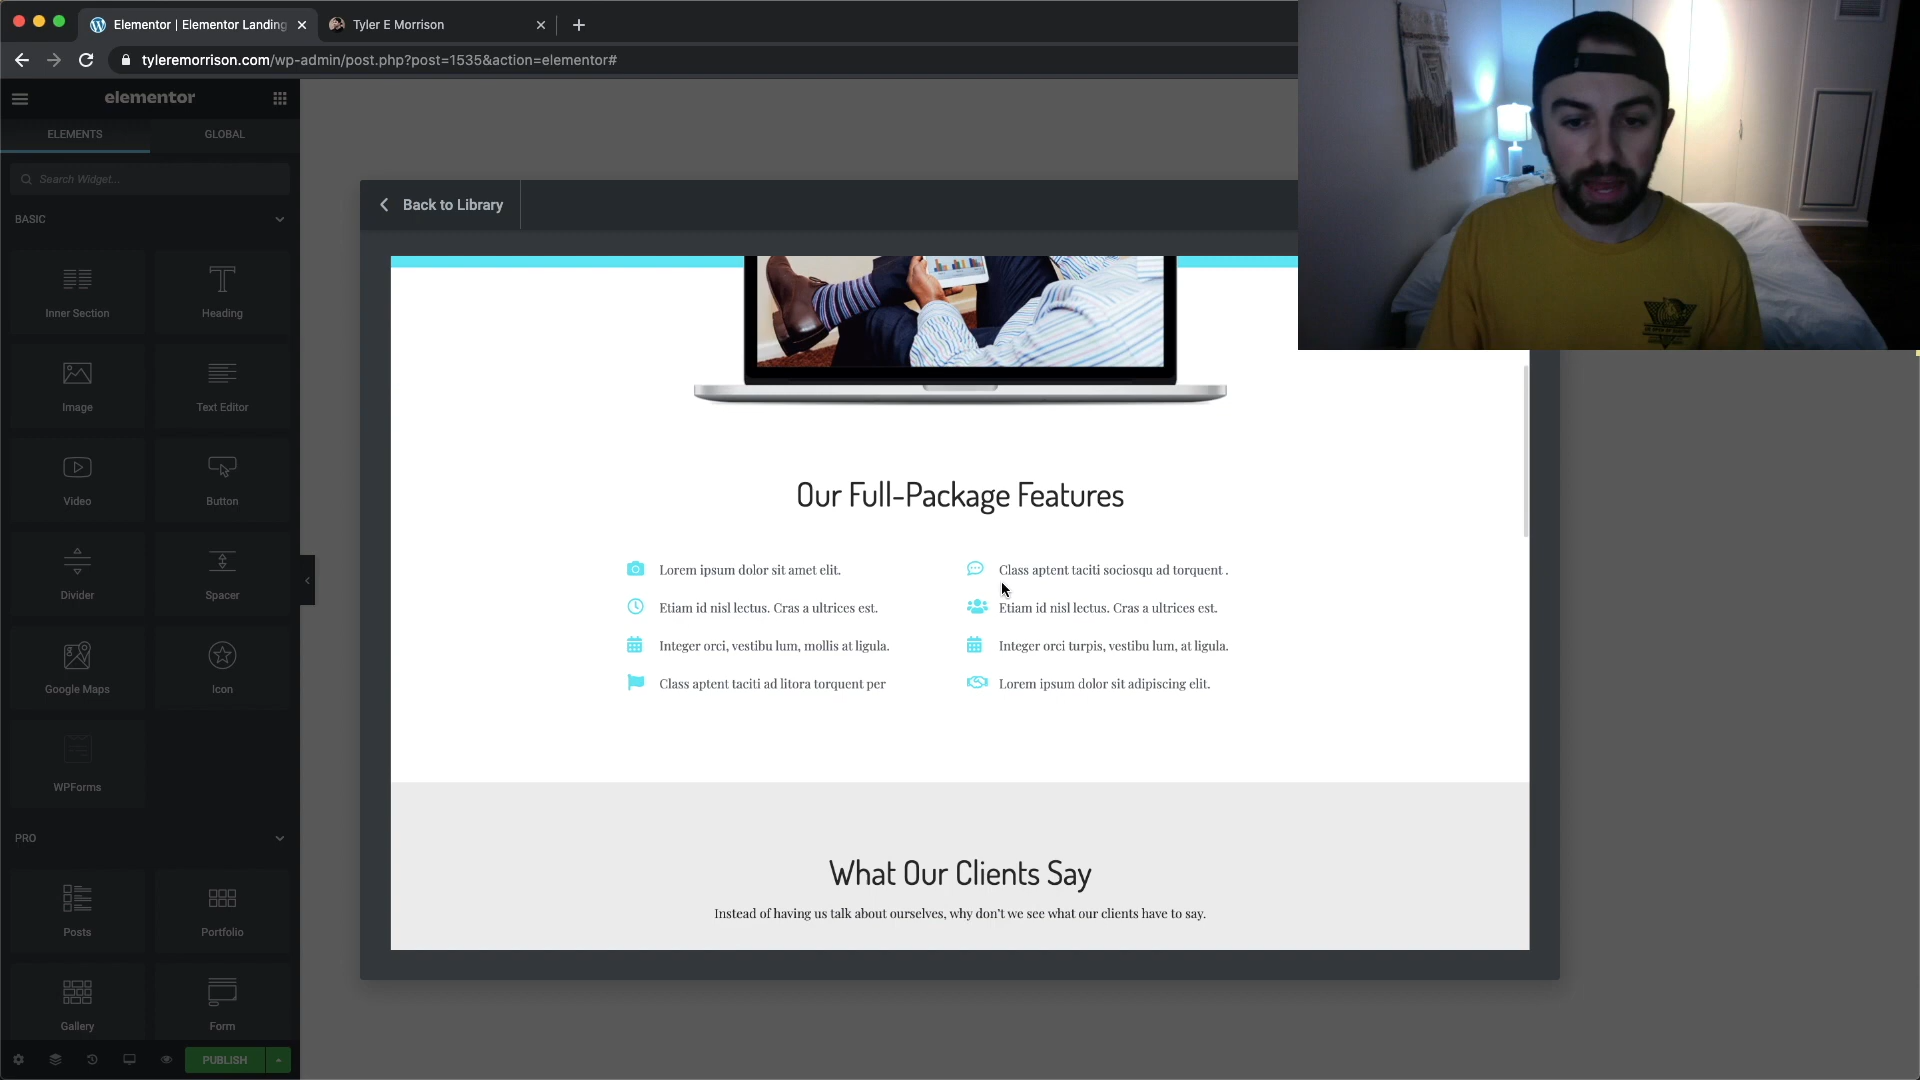 Elementor | Elementor Landing
Tyler E Morrison
tyleremorrison.com/wp-admin/post.php?post=1535&action=elementor#
elementor
ELEMENTS
GLOBAL
Search Widget...
BASIC
Inner Section
Heading
Image
Text Editor
Video
Button
Divider
Spacer
Google Maps
Icon
WPForms
PRO
Posts
Portfolio
Gallery
Form
PUBLISH
Back to Library
Our Full-Package Features
Lorem ipsum dolor sit amet elit.
Etiam id nisl lectus. Cras a ultrices est.
Integer orci, vestibu lum, mollis at ligula.
Class aptent taciti ad litora torquent per
Class aptent taciti sociosqu ad torquent .
Etiam id nisl lectus. Cras a ultrices est.
Integer orci turpis, vestibu lum, at ligula.
Lorem ipsum dolor sit adipiscing elit.
What Our Clients Say
Instead of having us talk about ourselves, why don't we see what our clients have to say.